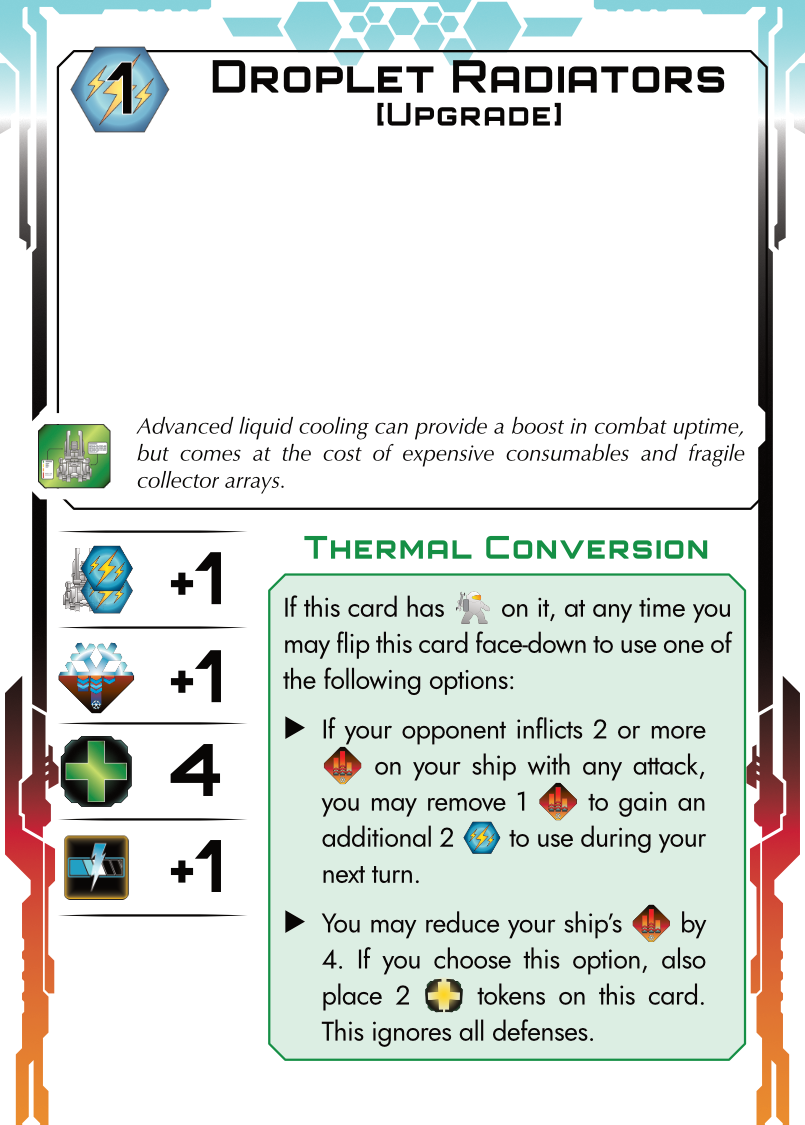 1
Droplet Radiators
[Upgrade]
Advanced liquid cooling can provide a boost in combat uptime,
but comes at the cost of expensive consumables and fragile
collector arrays.
+1
+1
4
+1
Thermal Conversion
If this card has on it, at any time you
may flip this card face-down to use one of
the following options:
▶ If your opponent inflicts 2 or more
on your ship with any attack,
you may remove 1 to gain an
additional 2 to use during your
next turn.
▶ You may reduce your ship's by
4. If you choose this option, also
place 2 tokens on this card.
This ignores all defenses.